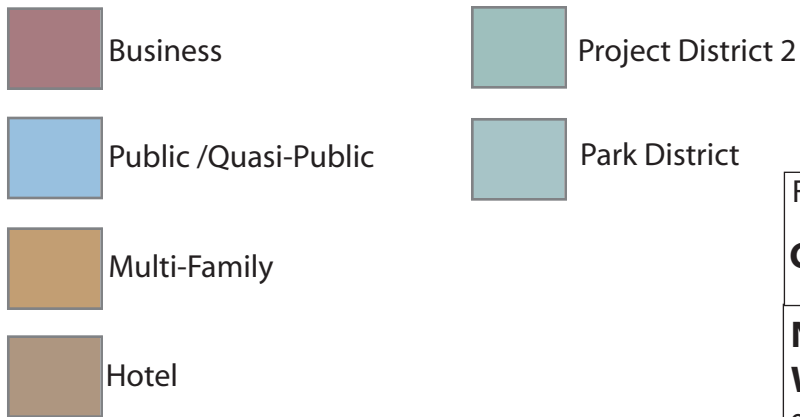 Business
Public /Quasi-Public
Multi-Family
Hotel
Project District 2
Park District